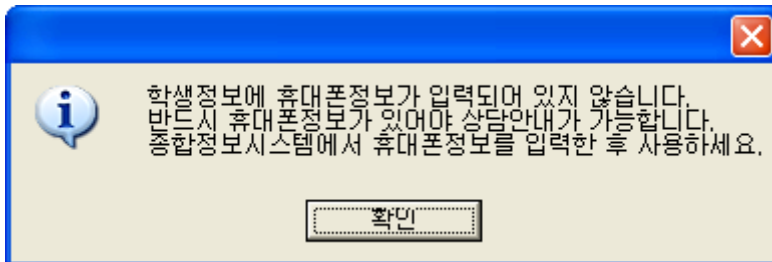 학생정보에 휴대폰정보가 입력되어 있지 않습니다.
반드시 휴대폰정보가 있어야 상담안내가 가능합니다.
종합정보시스템에서 휴대폰정보를 입력한 후 사용하세요.
확인